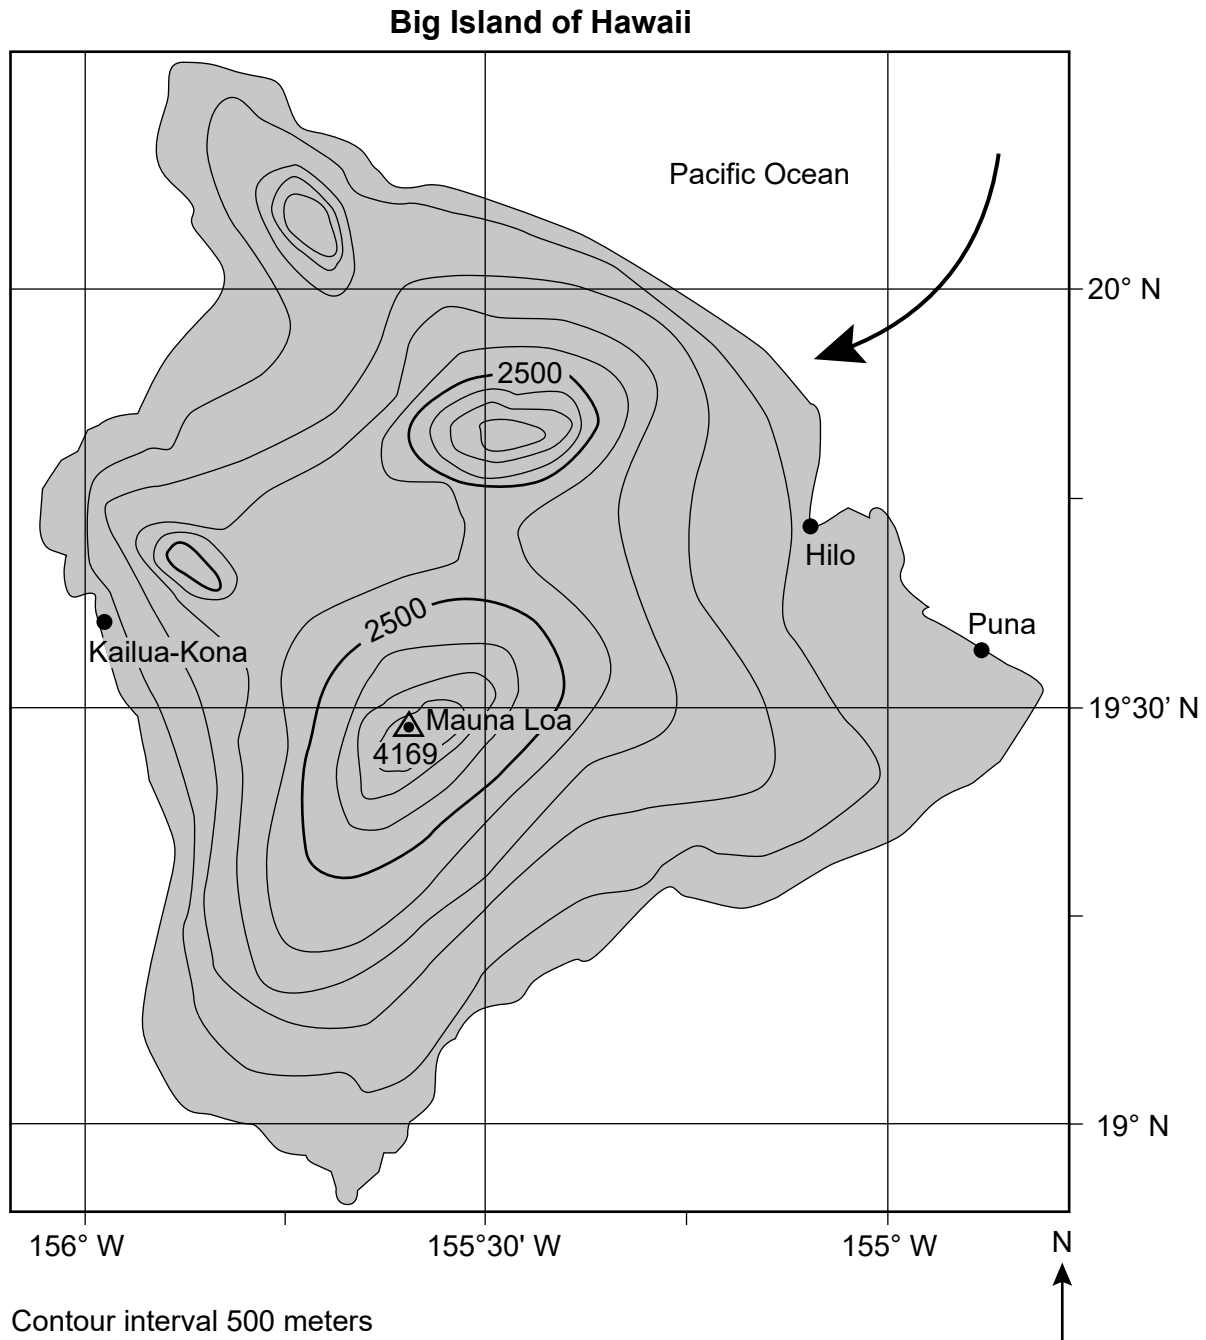 Big Island of Hawaii
Pacific Ocean
20° N
2500
Hilo
Puna
2500
Kailua-Kona
19°30’ N
Mauna Loa
4169
19° N
156° W
155°30' W
155° W
N
Contour interval 500 meters